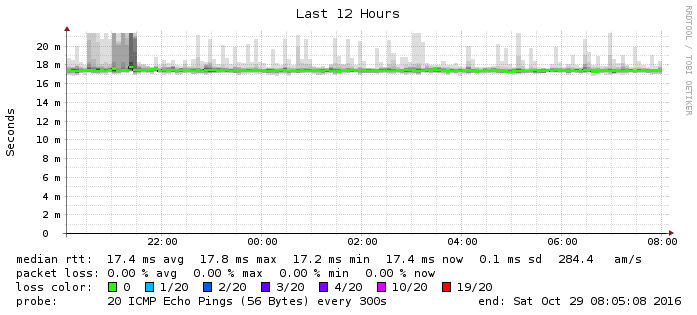 Last 12 Hours
RRDTOOL / TOBI OETIKER
Seconds
20 m
18 m
16 m
14 m
12 m
10 m
8 m
6 m
4 m
2 m
0
22:00 00:00 02:00 04:00 06:00 08:00
median rtt: 17.4 ms avg 17.8 ms max 17.2 ms min 17.4 ms now 0.1 ms sd 284.4 am/s
packet loss: 0.00 % avg 0.00 % max 0.00 % min 0.00 % now
loss color: 0 1/20 2/20 3/20 4/20 10/20 19/20
probe: 20 ICMP Echo Pings (56 Bytes) every 300s end: Sat Oct 29 08:05:08 2016